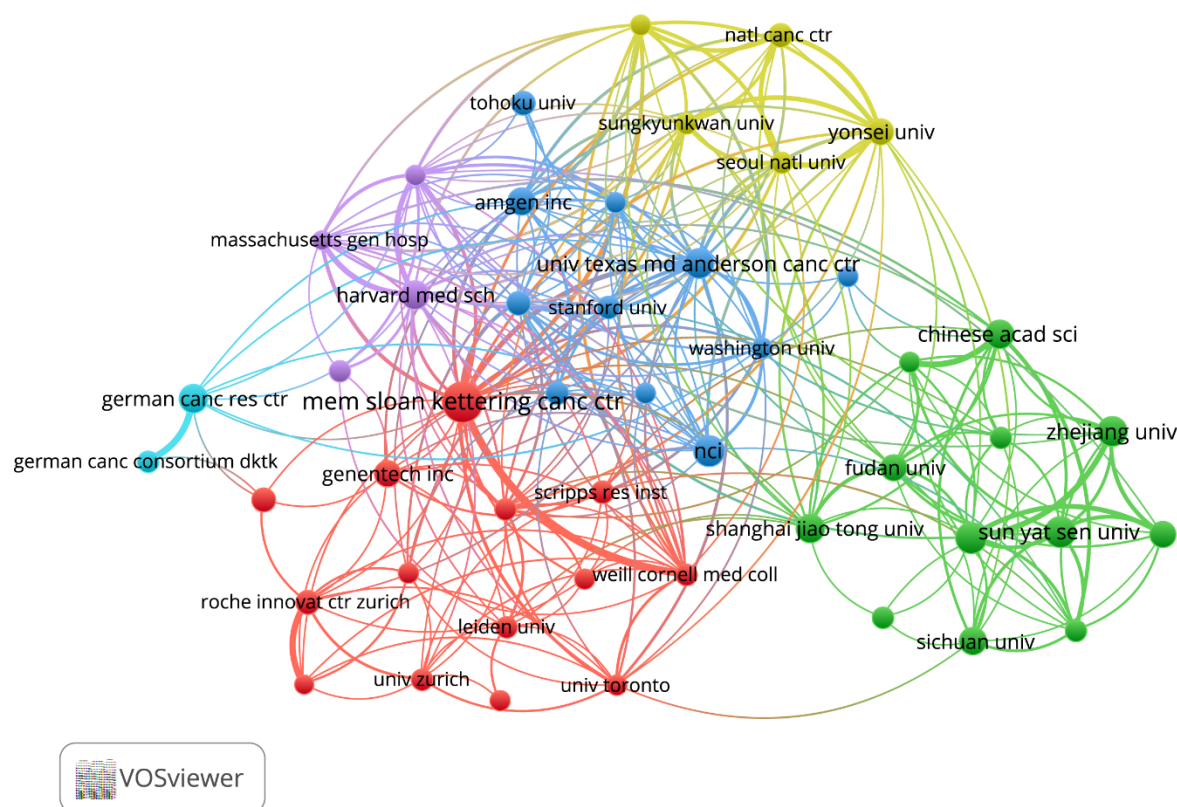 natl canc ctr
tohoku univ
sungkyunkwan univ
yonsei univ
seoul natl univ
amgen inc
massachusetts gen hosp
univ texas md anderson canc ctr
harvard med sch
stanford univ
chinese acad sci
washington univ
german canc res ctr
mem sloan kettering canc ctr
zhejiang univ
nci
german canc consortium dktk
fudan univ
genentech inc
scripps res inst
shanghai jiao tong univ
sun yat sen univ
weill cornell med coll
roche innovat ctr zurich
leiden univ
sichuan univ
univ zurich
univ toronto
VOSviewer